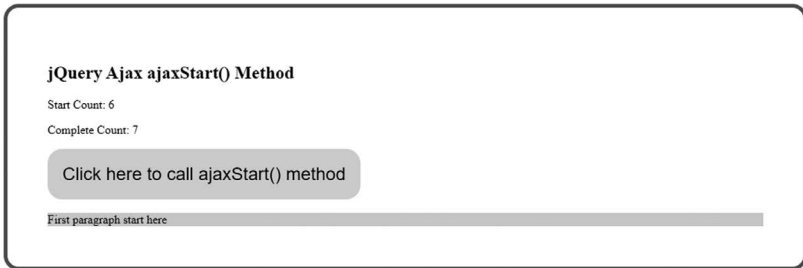 jQuery Ajax ajaxStart() Method
Start Count: 6
Complete Count: 7
Click here to call ajaxStart() method
First paragraph start here